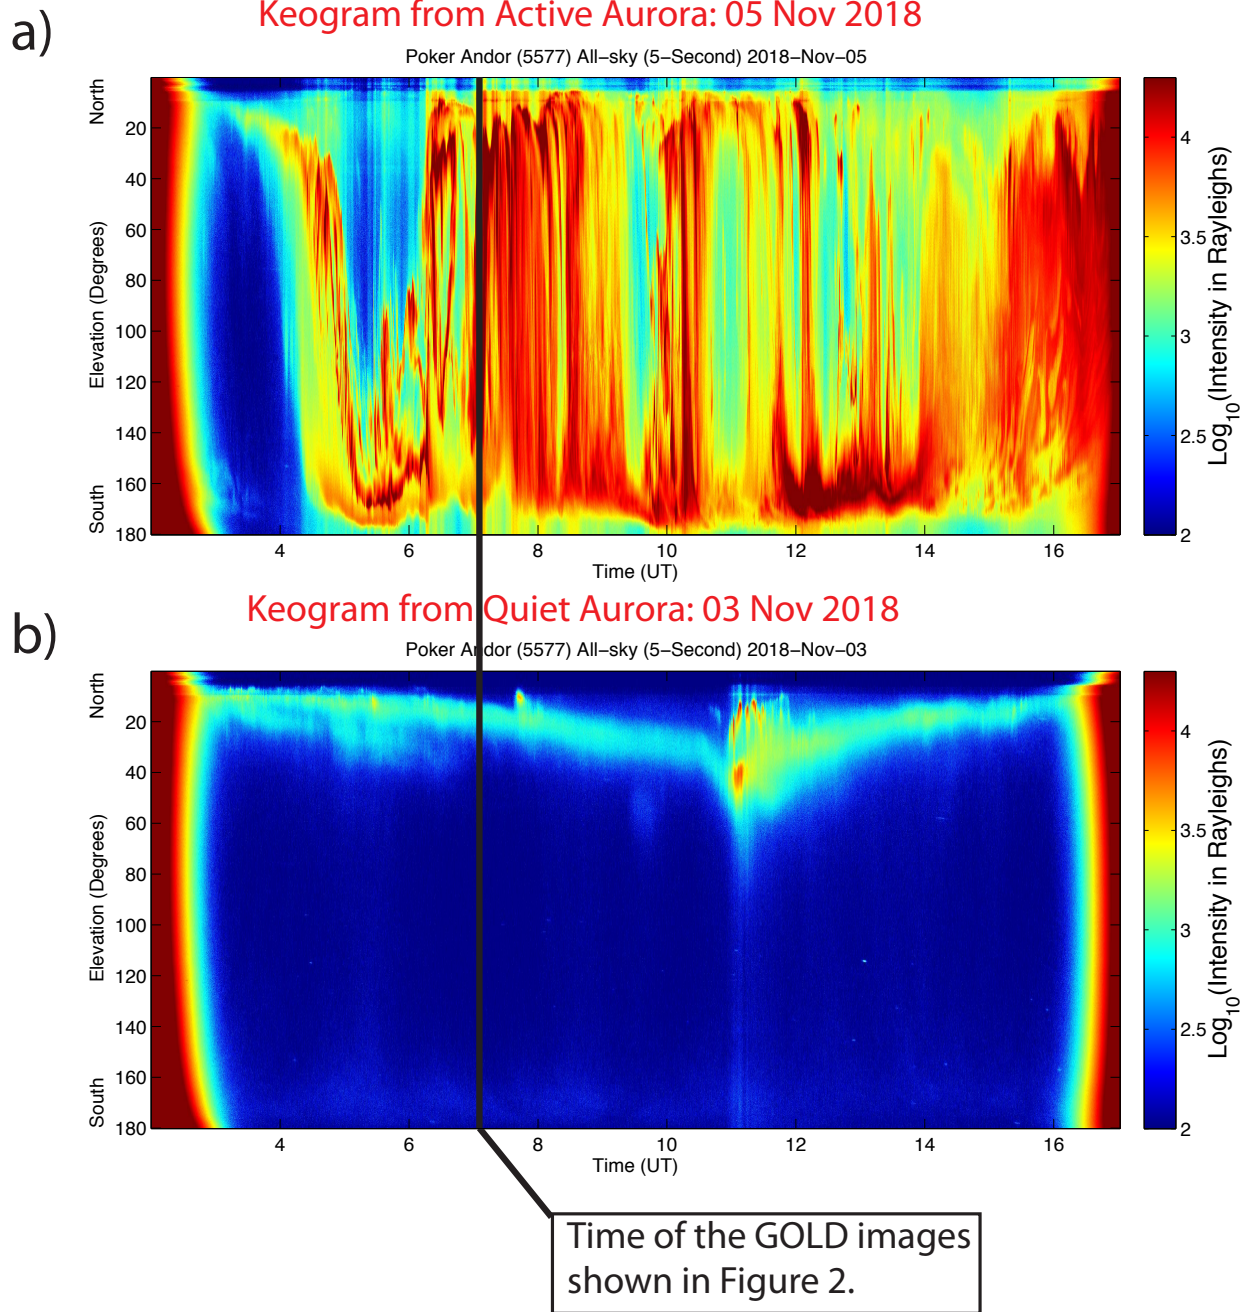 a)
Keogram from Active Aurora: 05 Nov 2018
Poker Andor (5577) All−sky (5−Second) 2018−Nov−05
North
Elevation (Degrees)
South
20
40
60
80
100
120
140
160
180
4
6
8
10
12
14
16
Time (UT)
4
3.5
3
2.5
2
Log10(Intensity in Rayleighs)
b)
Keogram from Quiet Aurora: 03 Nov 2018
Poker Andor (5577) All−sky (5−Second) 2018−Nov−03
North
Elevation (Degrees)
South
20
40
60
80
100
120
140
160
180
4
6
8
10
12
14
16
Time (UT)
4
3.5
3
2.5
2
Log10(Intensity in Rayleighs)
Time of the GOLD images
shown in Figure 2.